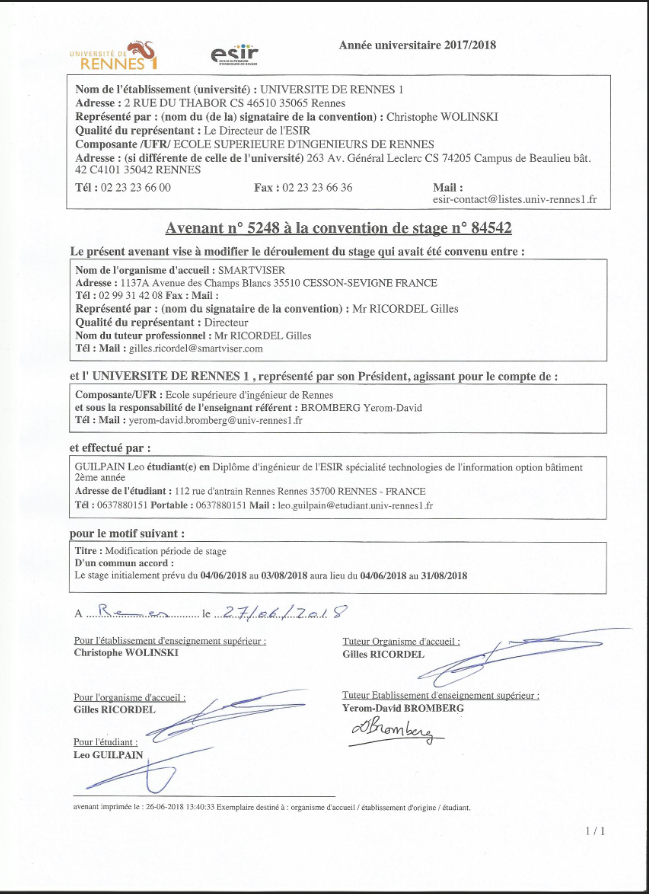 UNIVERSITÉ DE
RENNES 1
esir
Année universitaire 2017/2018
Nom de l'établissement (université) : UNIVERSITE DE RENNES 1
Adresse : 2 RUE DU THABOR CS 46510 35065 Rennes
Représenté par : (nom du (de la) signataire de la convention) : Christophe WOLINSKI
Qualité du représentant : Le Directeur de l'ESIR
Composante /UFR/ ECOLE SUPERIEURE D'INGENIEURS DE RENNES
Adresse : (si différente de celle de l'université) 263 Av. Général Leclerc CS 74205 Campus de Beaulieu bât.
42 C4101 35042 RENNES
Tél : 02 23 23 66 00 Fax : 02 23 23 66 36 Mail :
esir-contact@listes.univ-rennes1.fr
Avenant n° 5248 à la convention de stage n° 84542
Le présent avenant vise à modifier le déroulement du stage qui avait été convenu entre :
Nom de l'organisme d'accueil : SMARTVISER
Adresse : 1137A Avenue des Champs Blancs 35510 CESSON-SEVIGNE FRANCE
Tél : 02 99 31 42 08 Fax : Mail :
Représenté par : (nom du signataire de la convention) : Mr RICORDEL Gilles
Qualité du représentant : Directeur
Nom du tuteur professionnel : Mr RICORDEL Gilles
Tél : Mail : gilles.ricordel@smartviser.com
et l' UNIVERSITE DE RENNES 1 , représenté par son Président, agissant pour le compte de :
Composante/UFR : Ecole supérieure d'ingénieur de Rennes
et sous la responsabilité de l'enseignant référent : BROMBERG Yerom-David
Tél : Mail : yerom-david.bromberg@univ-rennes1.fr
et effectué par :
GUILPAIN Leo étudiant(e) en Diplôme d'ingénieur de l'ESIR spécialité technologies de l'information option bâtiment
2ème année
Adresse de l'étudiant : 112 rue d'antrain Rennes Rennes 35700 RENNES - FRANCE
Tél : 0637880151 Portable : 0637880151 Mail : leo.guilpain@etudiant.univ-rennes1.fr
pour le motif suivant :
Titre : Modification période de stage
D'un commun accord :
Le stage initialement prévu du 04/06/2018 au 03/08/2018 aura lieu du 04/06/2018 au 31/08/2018
A ... Rennes ... le ...27/06/2018
Pour l'établissement d'enseignement supérieur :
Christophe WOLINSKI
Tuteur Organisme d'accueil :
Gilles RICORDEL
Pour l'organisme d'accueil :
Gilles RICORDEL
Tuteur Etablissement d'enseignement supérieur :
Yerom-David BROMBERG
DBromberg
Pour l'étudiant :
Leo GUILPAIN
avenant imprimée le : 26-06-2018 13:40:33 Exemplaire destiné à : organisme d'accueil / établissement d'origine / étudiant.
1 / 1